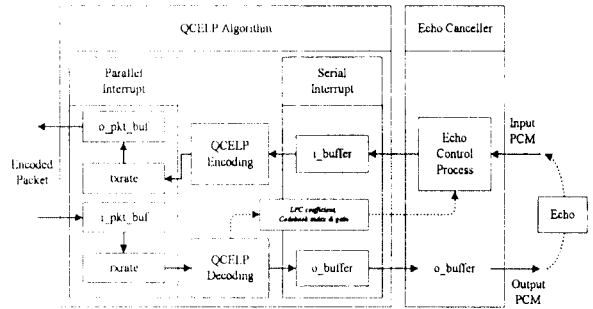 QCELP Algorithm
Echo Canceller
Parallel
Interrupt
Serial
Interrupt
o_pkt_buf
QCELP
Encoding
i_buffer
Echo
Control
Process
Input
PCM
Encoded
Packet
txrate
i_pkt_buf
LPC coefficient,
Codebook index & gain
Echo
rxrate
QCELP
Decoding
o_buffer
o_buffer
Output
PCM